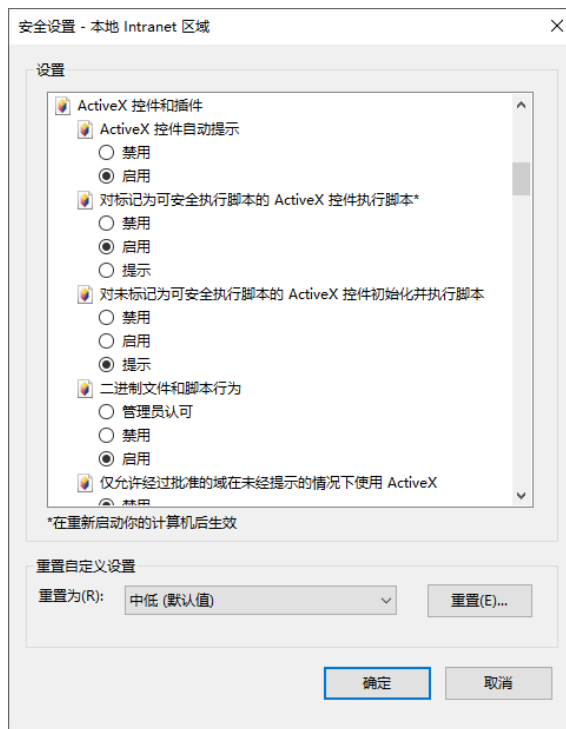 安全设置 - 本地 Intranet 区域
设置
ActiveX 控件和插件
ActiveX 控件自动提示
禁用
启用
对标记为可安全执行脚本的 ActiveX 控件执行脚本*
禁用
启用
提示
对未标记为可安全执行脚本的 ActiveX 控件初始化并执行脚本
禁用
启用
提示
二进制文件和脚本行为
管理员认可
禁用
启用
仅允许经过批准的域在未经提示的情况下使用 ActiveX
禁用
*在重新启动你的计算机后生效
重置自定义设置
重置为(R): 中低 (默认值) 重置(E)...
确定 取消